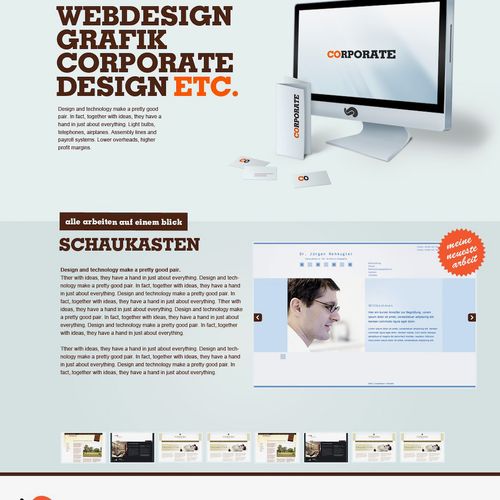 WEBDESIGN
GRAFIK
CORPORATE
DESIGN ETC.
Design and technology make a pretty good
pair. In fact, together with ideas, they have a
hand in just about everything. Light bulbs,
telephones, airplanes. Assembly lines and
payroll systems. Lower overheads, higher
profit margins.
CORPORATE
CORPORATE
CO
alle arbeiten auf einem blick
SCHAUKASTEN
Design and technology make a pretty good pair.
Tther with ideas, they have a hand in just about everything. Design and tech-
nology make a pretty good pair. In fact, together with ideas, they have a hand
in just about everything. Design and technology make a pretty good pair. In
fact, together with ideas, they have a hand in just about everything. Tther with
ideas, they have a hand in just about everything. Design and technology make
a pretty good pair. In fact, together with ideas, they have a hand in just about
everything. Design and technology make a pretty good pair. In fact, together
with ideas, they have a hand in just about everything.
Tther with ideas, they have a hand in just about everything. Design and tech-
nology make a pretty good pair. In fact, together with ideas, they have a hand
in just about everything. Design and technology make a pretty good pair. In
fact, together with ideas, they have a hand in just about everything.
meine
neueste
arbeit
Dr. Jürgen Rehkugler